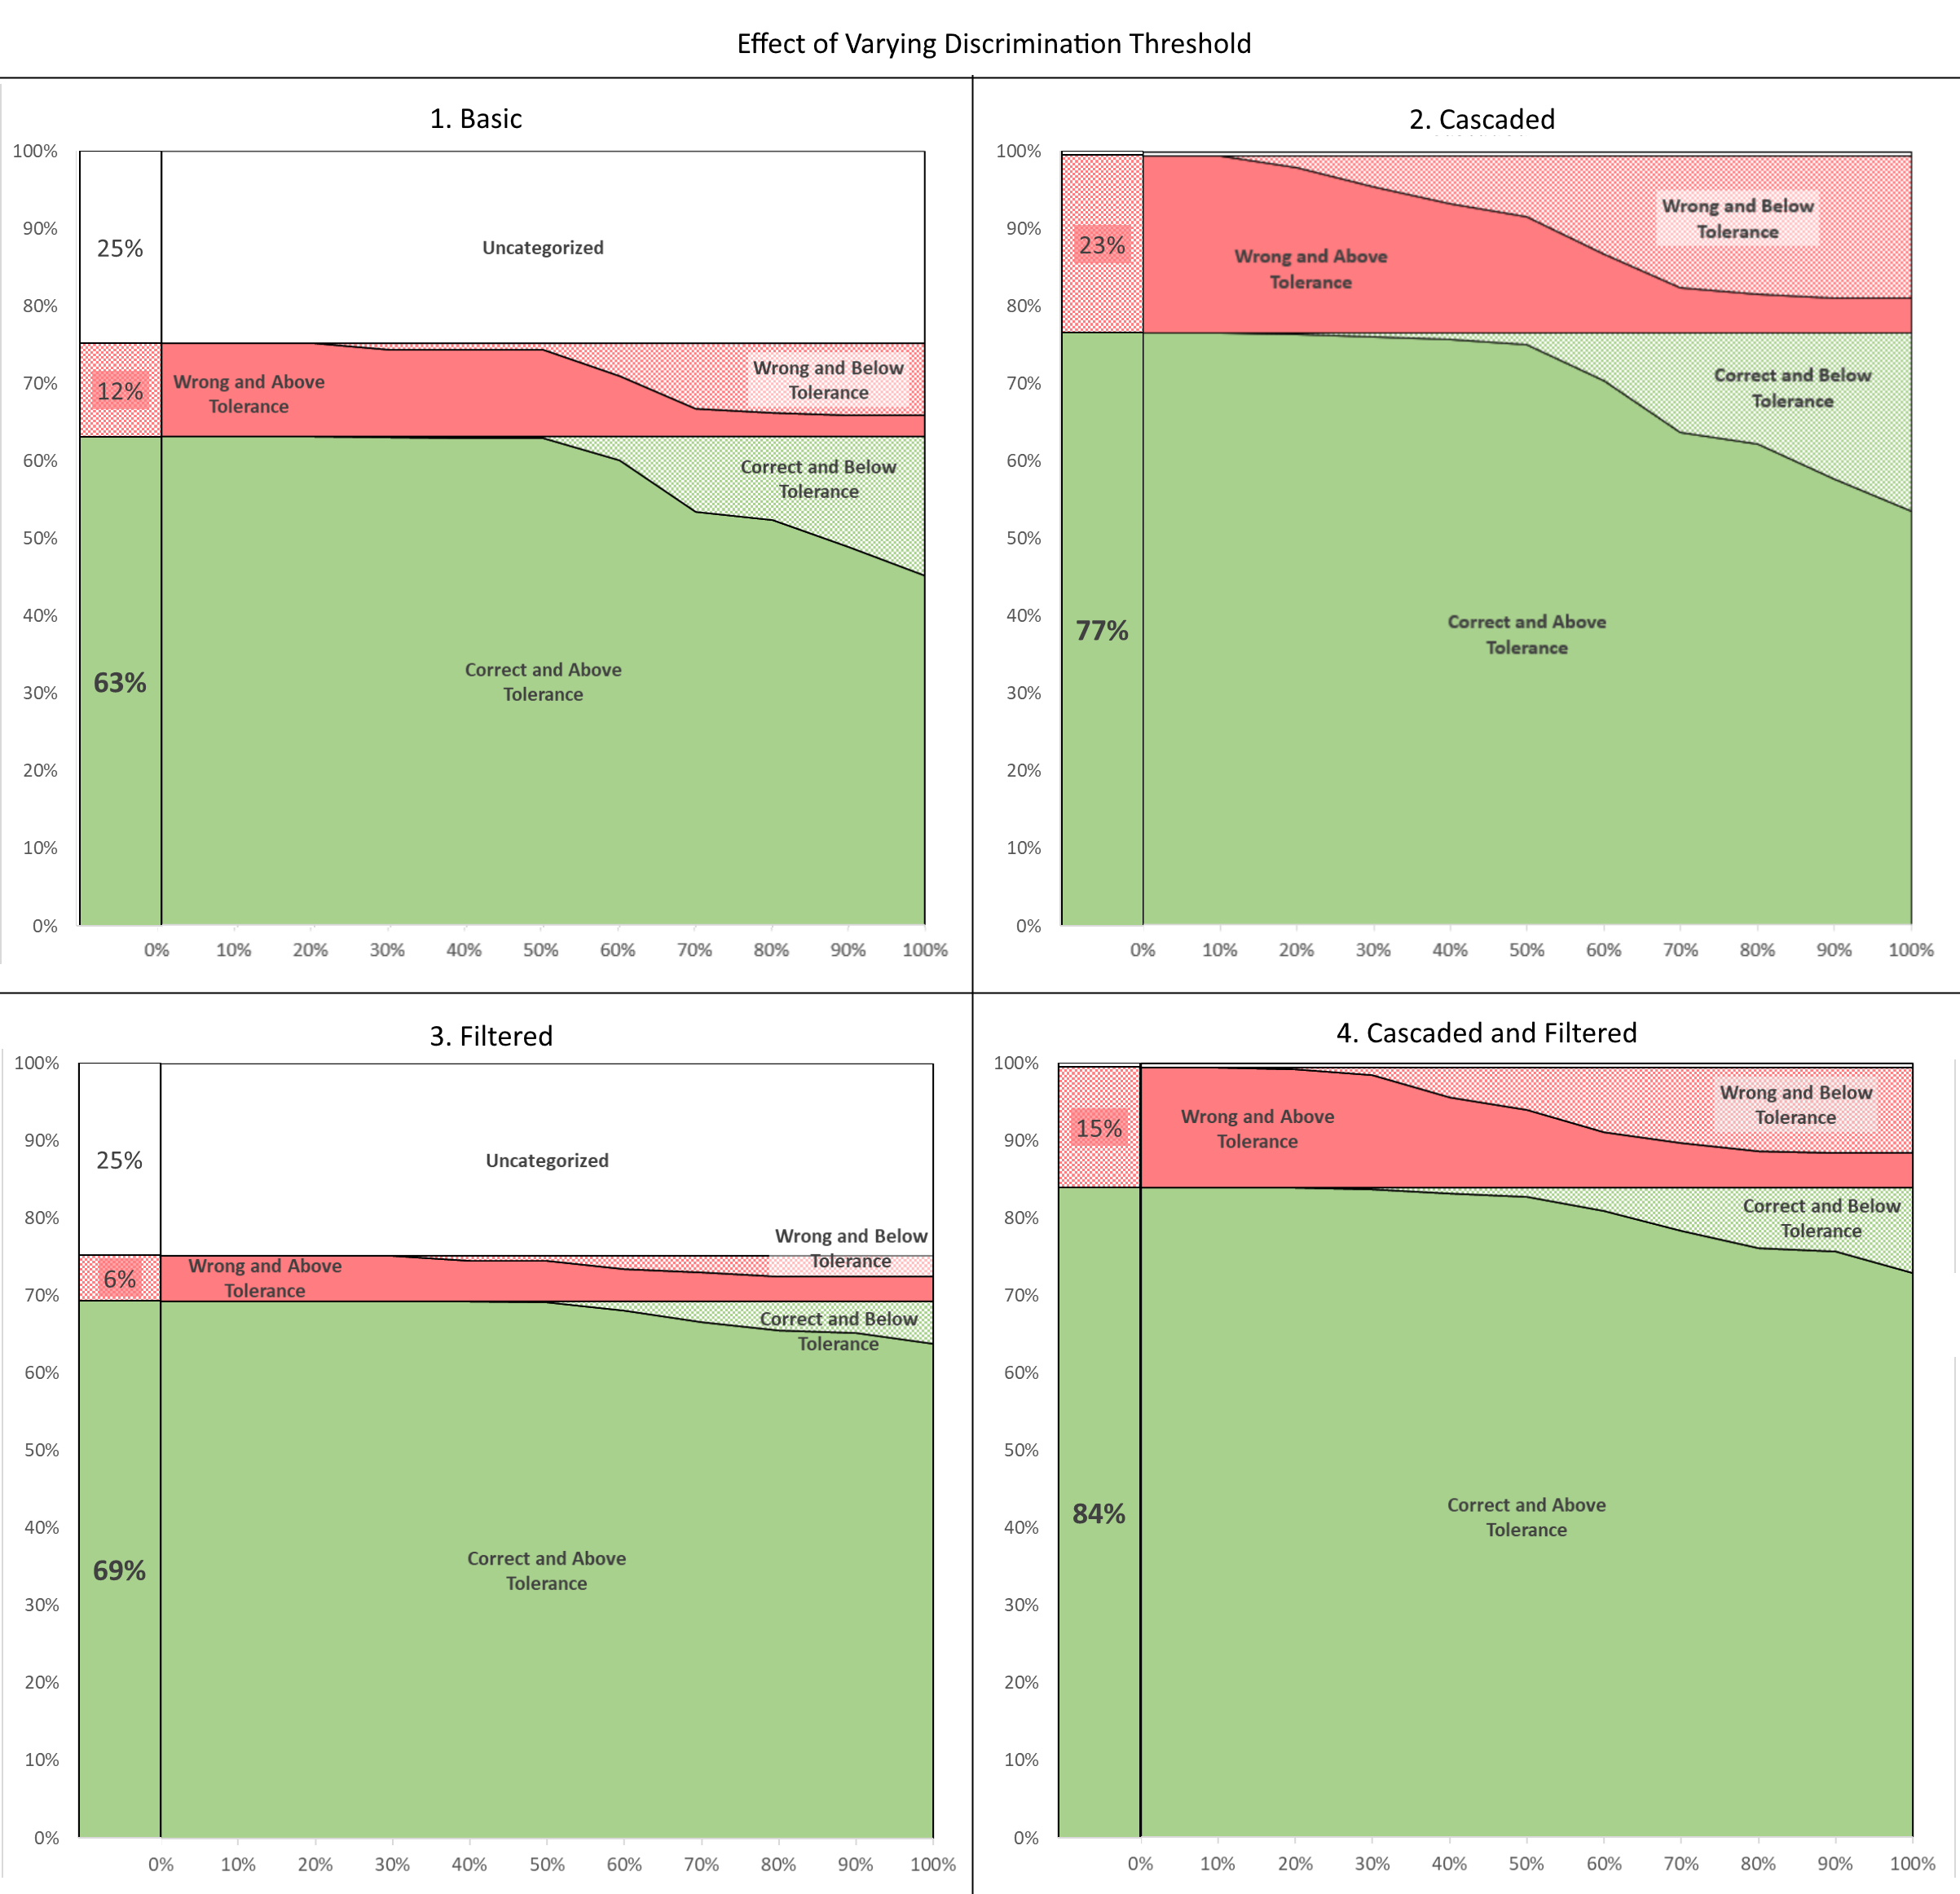 Effect of Varying Discrimination Threshold
1. Basic
100%
90%
80%
70%
60%
50%
40%
30%
20%
10%
0%
25%
12%
63%
Uncategorized
Wrong and Above
Tolerance
Wrong and Below
Tolerance
Correct and Below
Tolerance
Correct and Above
Tolerance
0% 10% 20% 30% 40% 50% 60% 70% 80% 90% 100%
2. Cascaded
100%
90%
80%
70%
60%
50%
40%
30%
20%
10%
0%
23%
77%
Wrong and Below
Tolerance
Wrong and Above
Tolerance
Correct and Below
Tolerance
Correct and Above
Tolerance
0% 10% 20% 30% 40% 50% 60% 70% 80% 90% 100%
3. Filtered
100%
90%
80%
70%
60%
50%
40%
30%
20%
10%
0%
25%
6%
69%
Uncategorized
Wrong and Below
Tolerance
Wrong and Above
Tolerance
Correct and Below
Tolerance
Correct and Above
Tolerance
0% 10% 20% 30% 40% 50% 60% 70% 80% 90% 100%
4. Cascaded and Filtered
100%
90%
80%
70%
60%
50%
40%
30%
20%
10%
0%
15%
84%
Wrong and Below
Tolerance
Wrong and Above
Tolerance
Correct and Below
Tolerance
Correct and Above
Tolerance
0% 10% 20% 30% 40% 50% 60% 70% 80% 90% 100%